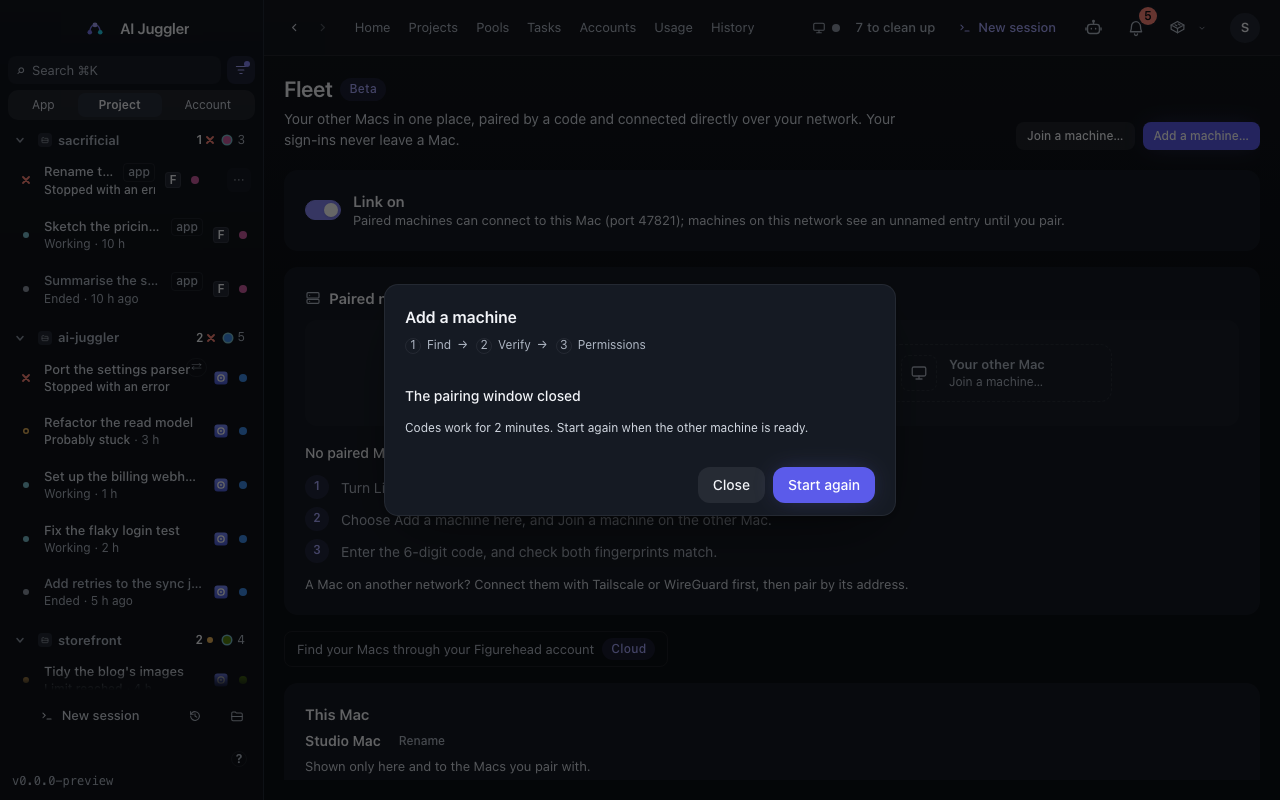 AI Juggler
Search ⌘K
App Project Account
sacrificial 1 3
Rename t... app F
Stopped with an err
Sketch the pricin... app F
Working · 10 h
Summarise the s... app F
Ended · 10 h ago
ai-juggler 2 5
Port the settings parser
Stopped with an error
Refactor the read model
Probably stuck · 3 h
Set up the billing webh...
Working · 1 h
Fix the flaky login test
Working · 2 h
Add retries to the sync j...
Ended · 5 h ago
storefront 2 4
Tidy the blog's images
New session
?
v0.0.0-preview
Home Projects Pools Tasks Accounts Usage History 7 to clean up New session 5 S
Fleet Beta
Your other Macs in one place, paired by a code and connected directly over your network. Your
sign-ins never leave a Mac.
Join a machine... Add a machine...
Link on
Paired machines can connect to this Mac (port 47821); machines on this network see an unnamed entry until you pair.
Paired
Your other Mac
Join a machine...
Add a machine
1 Find → 2 Verify → 3 Permissions
The pairing window closed
Codes work for 2 minutes. Start again when the other machine is ready.
Close Start again
No paired M
1 Turn Li
2 Choose Add a machine here, and Join a machine on the other Mac.
3 Enter the 6-digit code, and check both fingerprints match.
A Mac on another network? Connect them with Tailscale or WireGuard first, then pair by its address.
Find your Macs through your Figurehead account Cloud
This Mac
Studio Mac Rename
Shown only here and to the Macs you pair with.